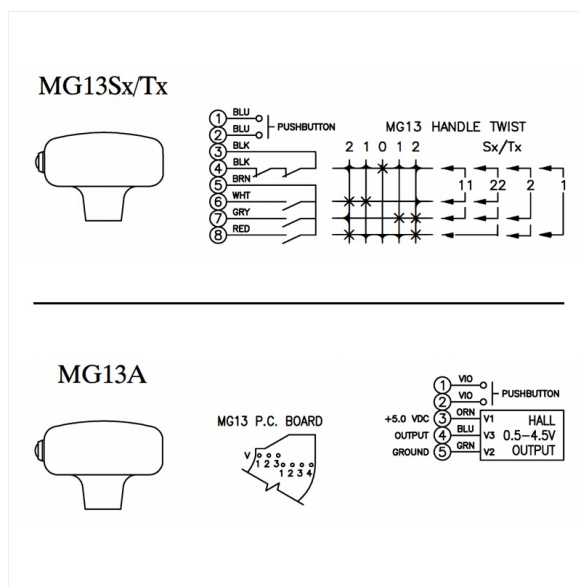 MG13Sx/Tx
1 BLU
2 BLU
PUSHBUTTON
3 BLK
4 BLK
5 BRN
6 WHT
7 GRY
8 RED
MG13 HANDLE TWIST
2 1 0 1 2
Sx/Tx
11 22 2 1
MG13A
MG13 P.C. BOARD
V
1 2 3
1 2 3 4
1 VIO
2 VIO
PUSHBUTTON
+5.0 VDC 3 ORN V1 HALL
OUTPUT 4 BLU V3 0.5-4.5V
GROUND 5 GRN V2 OUTPUT